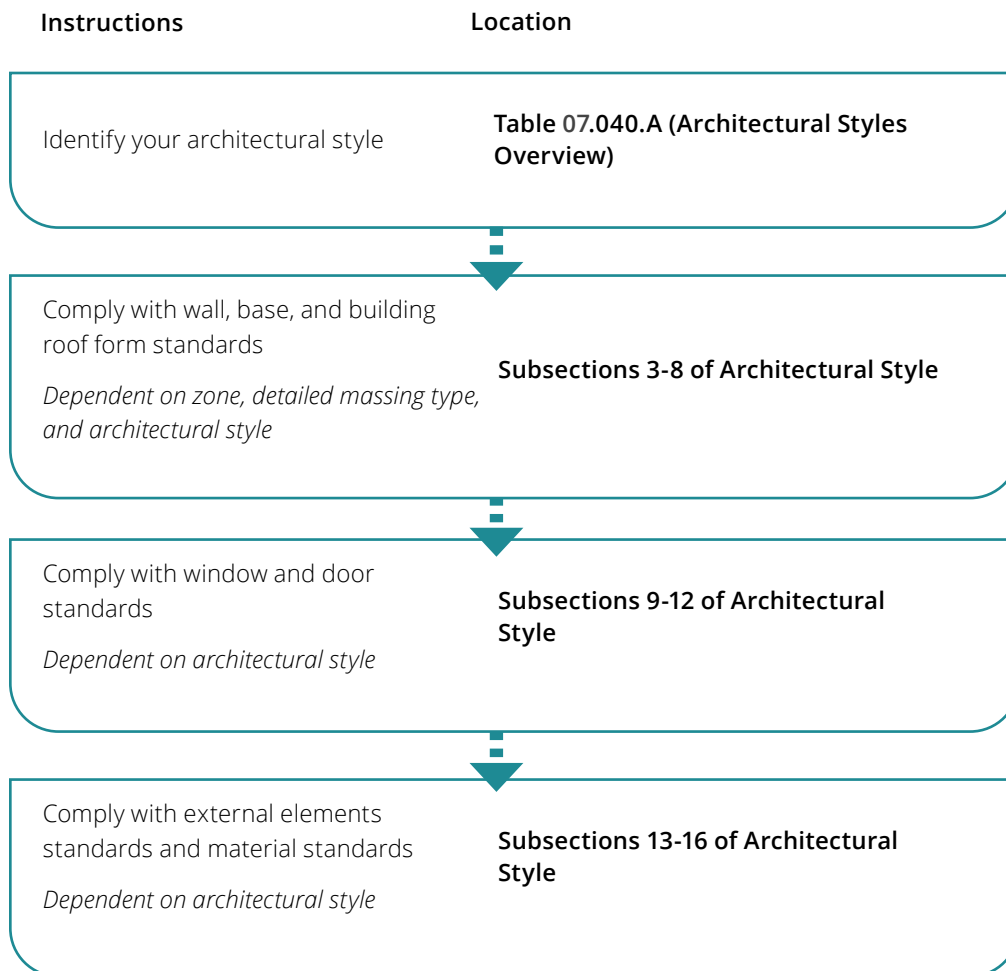 Instructions
Location
Identify your architectural style
Table 07.040.A (Architectural Styles
Overview)
Comply with wall, base, and building
roof form standards
Dependent on zone, detailed massing type,
and architectural style
Subsections 3-8 of Architectural Style
Comply with window and door
standards
Dependent on architectural style
Subsections 9-12 of Architectural
Style
Comply with external elements
standards and material standards
Dependent on architectural style
Subsections 13-16 of Architectural
Style